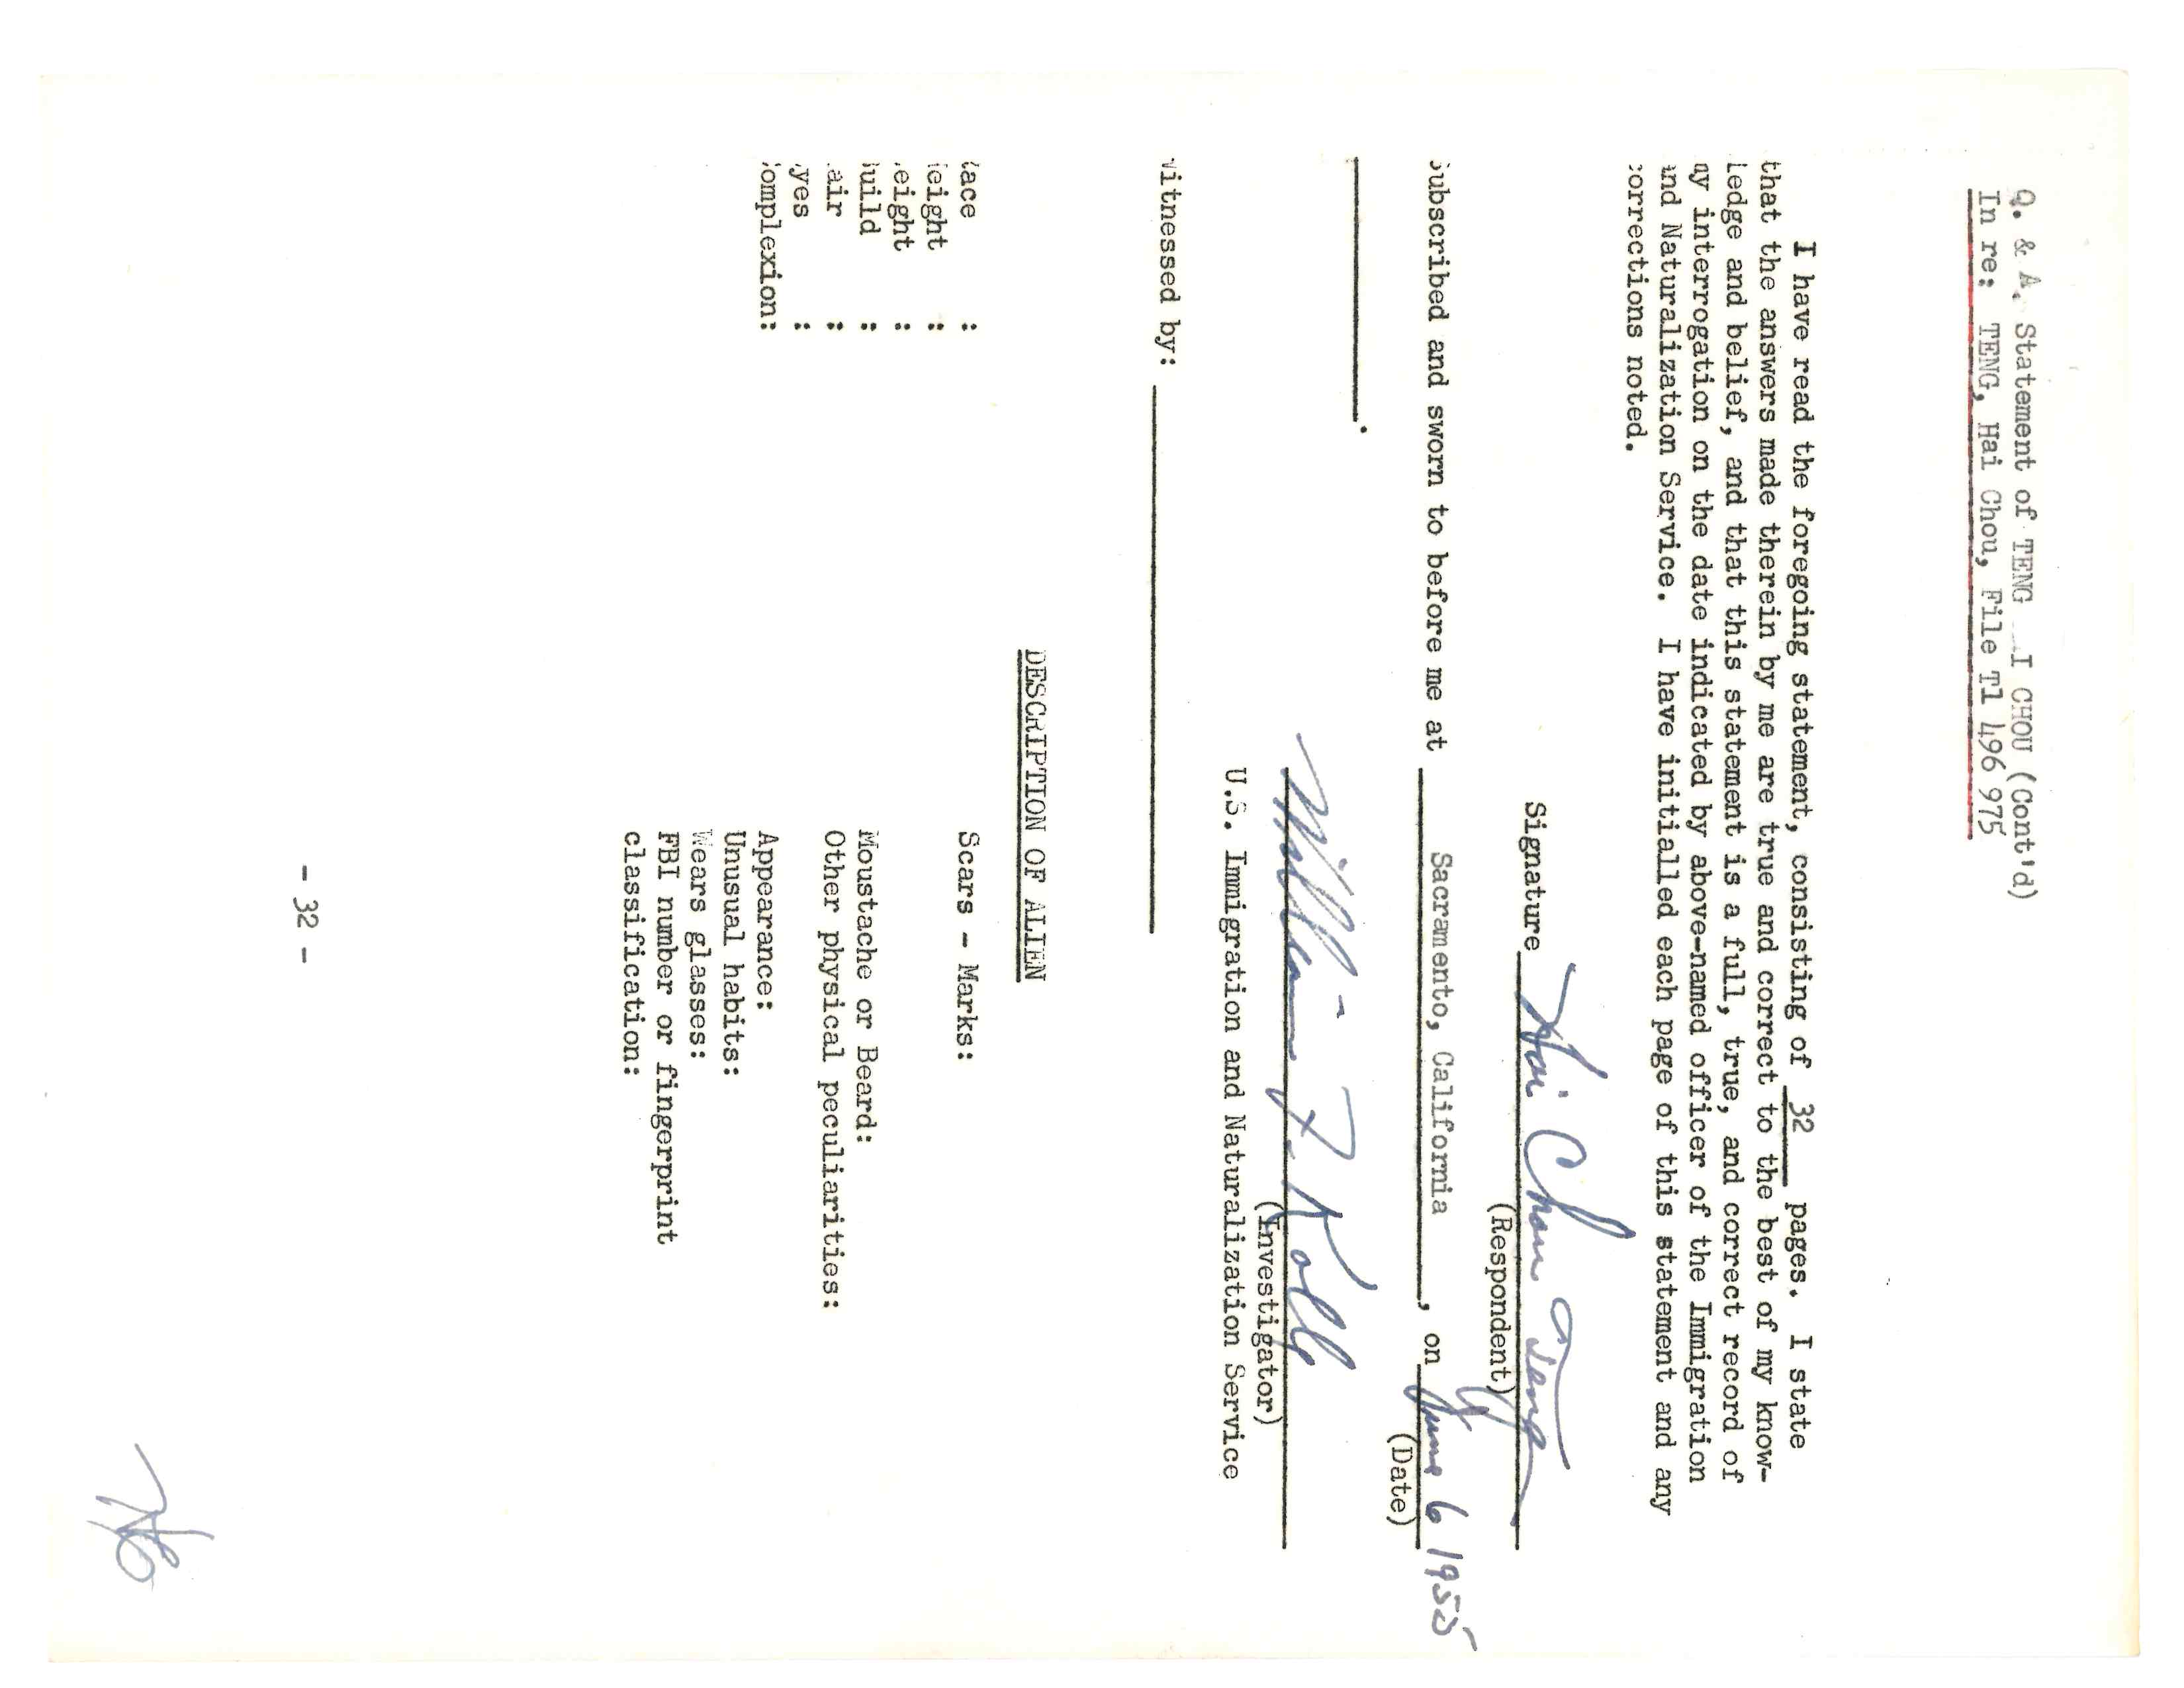 Q. & A. Statement of TENG I CHOU (Cont'd)
In re: TENG, Hai Chou, File T1 496 975
I have read the foregoing statement, consisting of 32 pages. I state
that the answers made therein by me are true and correct to the best of my know-
ledge and belief, and that this statement is a full, true, and correct record of
my interrogation on the date indicated by above-named officer of the Immigration
and Naturalization Service. I have initialled each page of this statement and any
corrections noted.
Signature Hai Chou Teng
(Respondent)
Subscribed and sworn to before me at Sacramento, California, on June 6 1955
(Date)
.
William F. Kolb
(Investigator)
U.S. Immigration and Naturalization Service
Witnessed by:
DESCRIPTION OF ALIEN
Race : Scars - Marks:
Height :
Weight :
Build : Moustache or Beard:
Hair : Other physical peculiarities:
Eyes :
Complexion: Appearance:
Unusual habits:
Wears glasses:
FBI number or fingerprint
classification:
- 32 -